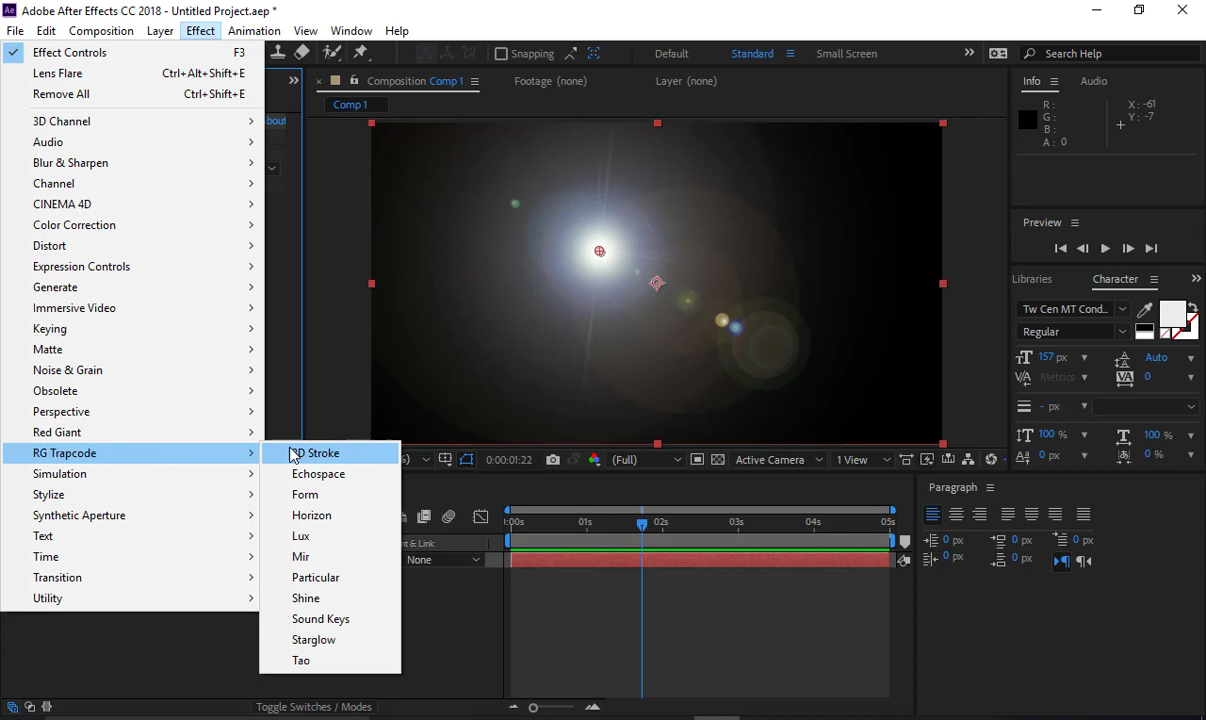 Ae Adobe After Effects CC 2018 - Untitled Project.aep *
File Edit Composition Layer Effect Animation View Window Help
Effect Controls F3
Lens Flare Ctrl+Alt+Shift+E
Remove All Ctrl+Shift+E
3D Channel
Audio
Blur & Sharpen
Channel
CINEMA 4D
Color Correction
Distort
Expression Controls
Generate
Immersive Video
Keying
Matte
Noise & Grain
Obsolete
Perspective
Red Giant
RG Trapcode
Simulation
Stylize
Synthetic Aperture
Text
Time
Transition
Utility
Echospace
Form
Horizon
Lux
Mir
Particular
Shine
Sound Keys
Starglow
Tao
Snapping Default Standard Small Screen Search Help
Composition Comp 1 Footage (none) Layer (none)
Comp 1
Info Audio
R : X : -61
G : Y : -7
B :
A : 0
Preview
Libraries Character
Tw Cen MT Cond...
Regular
157 px Auto
Metrics 0
- px
100 % 100 %
0 px 0 %
0:00:01:22 (Full) Active Camera 1 View
Paragraph
0 px 0 px 0 px
0 px 0 px
01s 02s 03s 04s 05s
None
Toggle Switches / Modes